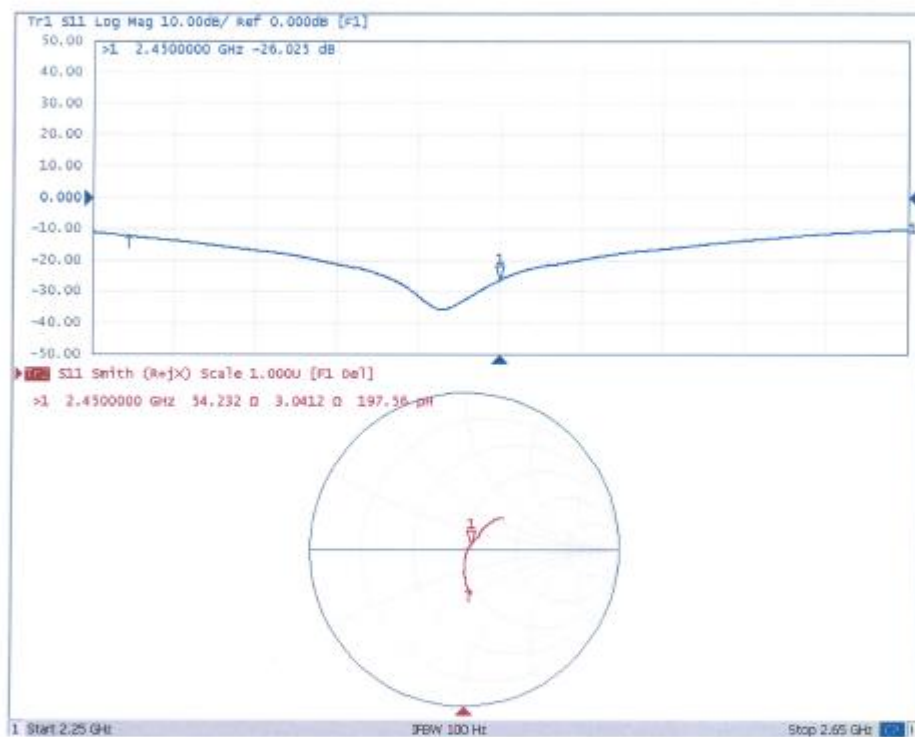 Tr1 S11 Log Mag 10.00dB/ Ref 0.000dB [F1]
50.00
>1 2.4500000 GHz -26.025 dB
40.00
30.00
20.00
10.00
0.000
-10.00
-20.00
1
-30.00
-40.00
-50.00
Tr2 S11 Smith (R+jX) Scale 1.000U [F1 Del]
>1 2.4500000 GHz 54.232 Ω 3.0412 Ω 197.56 pH
1
1 Start 2.25 GHz IFBW 100 Hz Stop 2.65 GHz